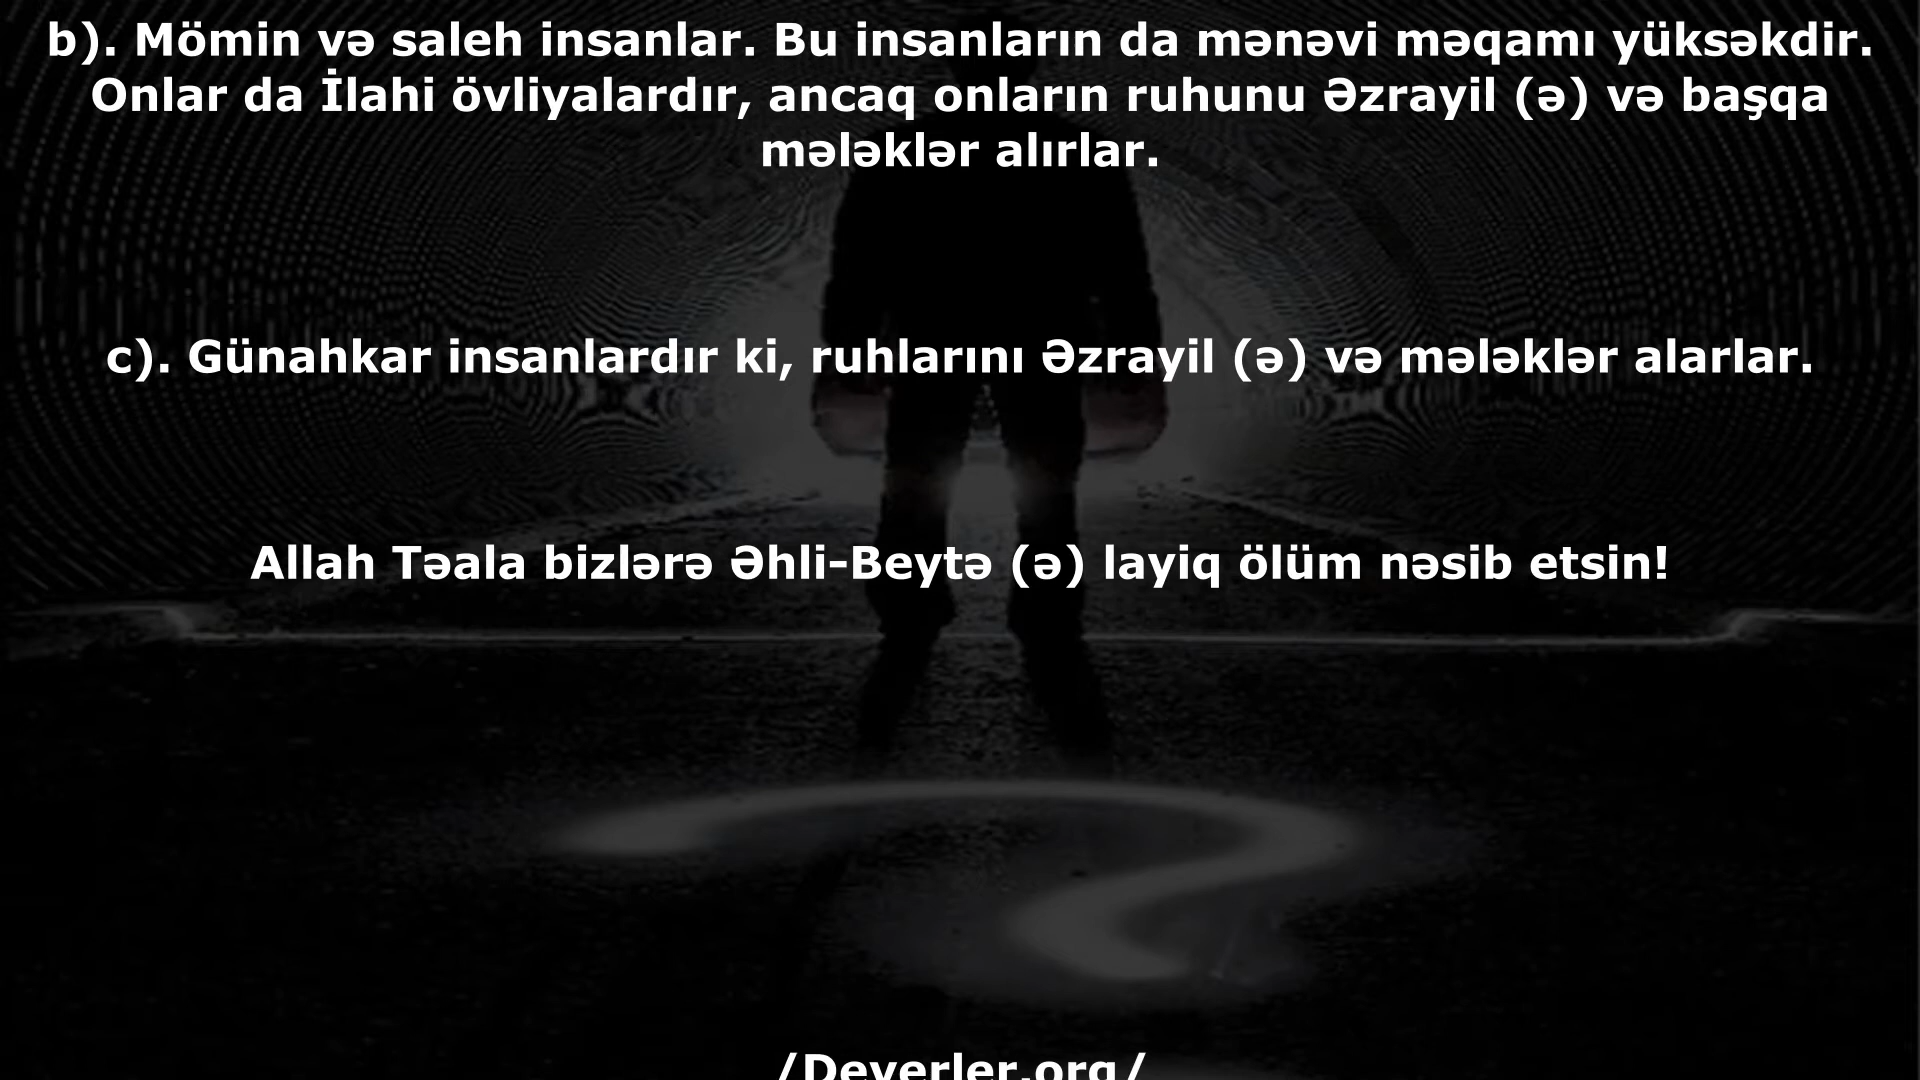 b). Mömin və saleh insanlar. Bu insanların da mənəvi məqamı yüksəkdir.
Onlar da İlahi övliyalardır, ancaq onların ruhunu Əzrayil (ə) və başqa
mələklər alırlar.
c). Günahkar insanlardır ki, ruhlarını Əzrayil (ə) və mələklər alarlar.
Allah Təala bizlərə Əhli-Beytə (ə) layiq ölüm nəsib etsin!
/Deyerler.org/